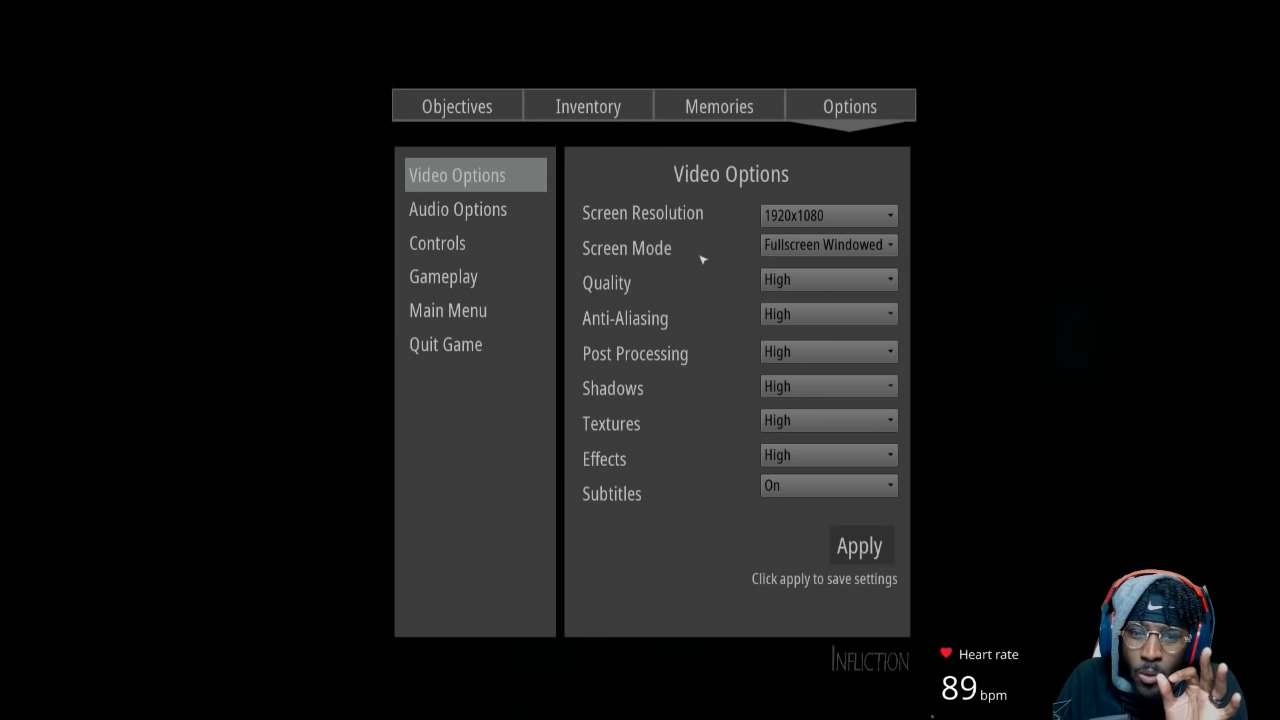 Objectives Inventory Memories Options
Video Options
Audio Options
Controls
Gameplay
Main Menu
Quit Game
Video Options
Screen Resolution 1920x1080
Screen Mode Fullscreen Windowed
Quality High
Anti-Aliasing High
Post Processing High
Shadows High
Textures High
Effects High
Subtitles On
Apply
Click apply to save settings
INFLICTION
Heart rate
89 bpm